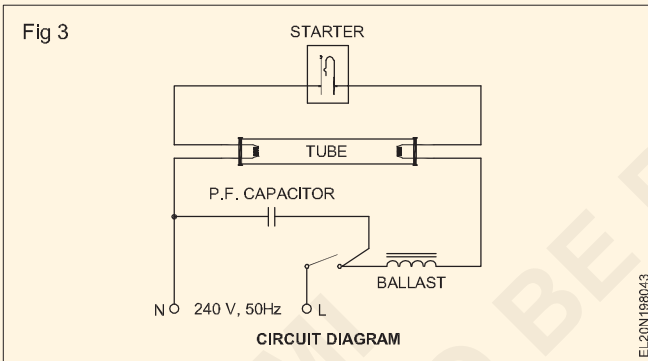 Fig 3
STARTER
TUBE
P.F. CAPACITOR
BALLAST
N 240 V, 50Hz L
CIRCUIT DIAGRAM
EL20N198043